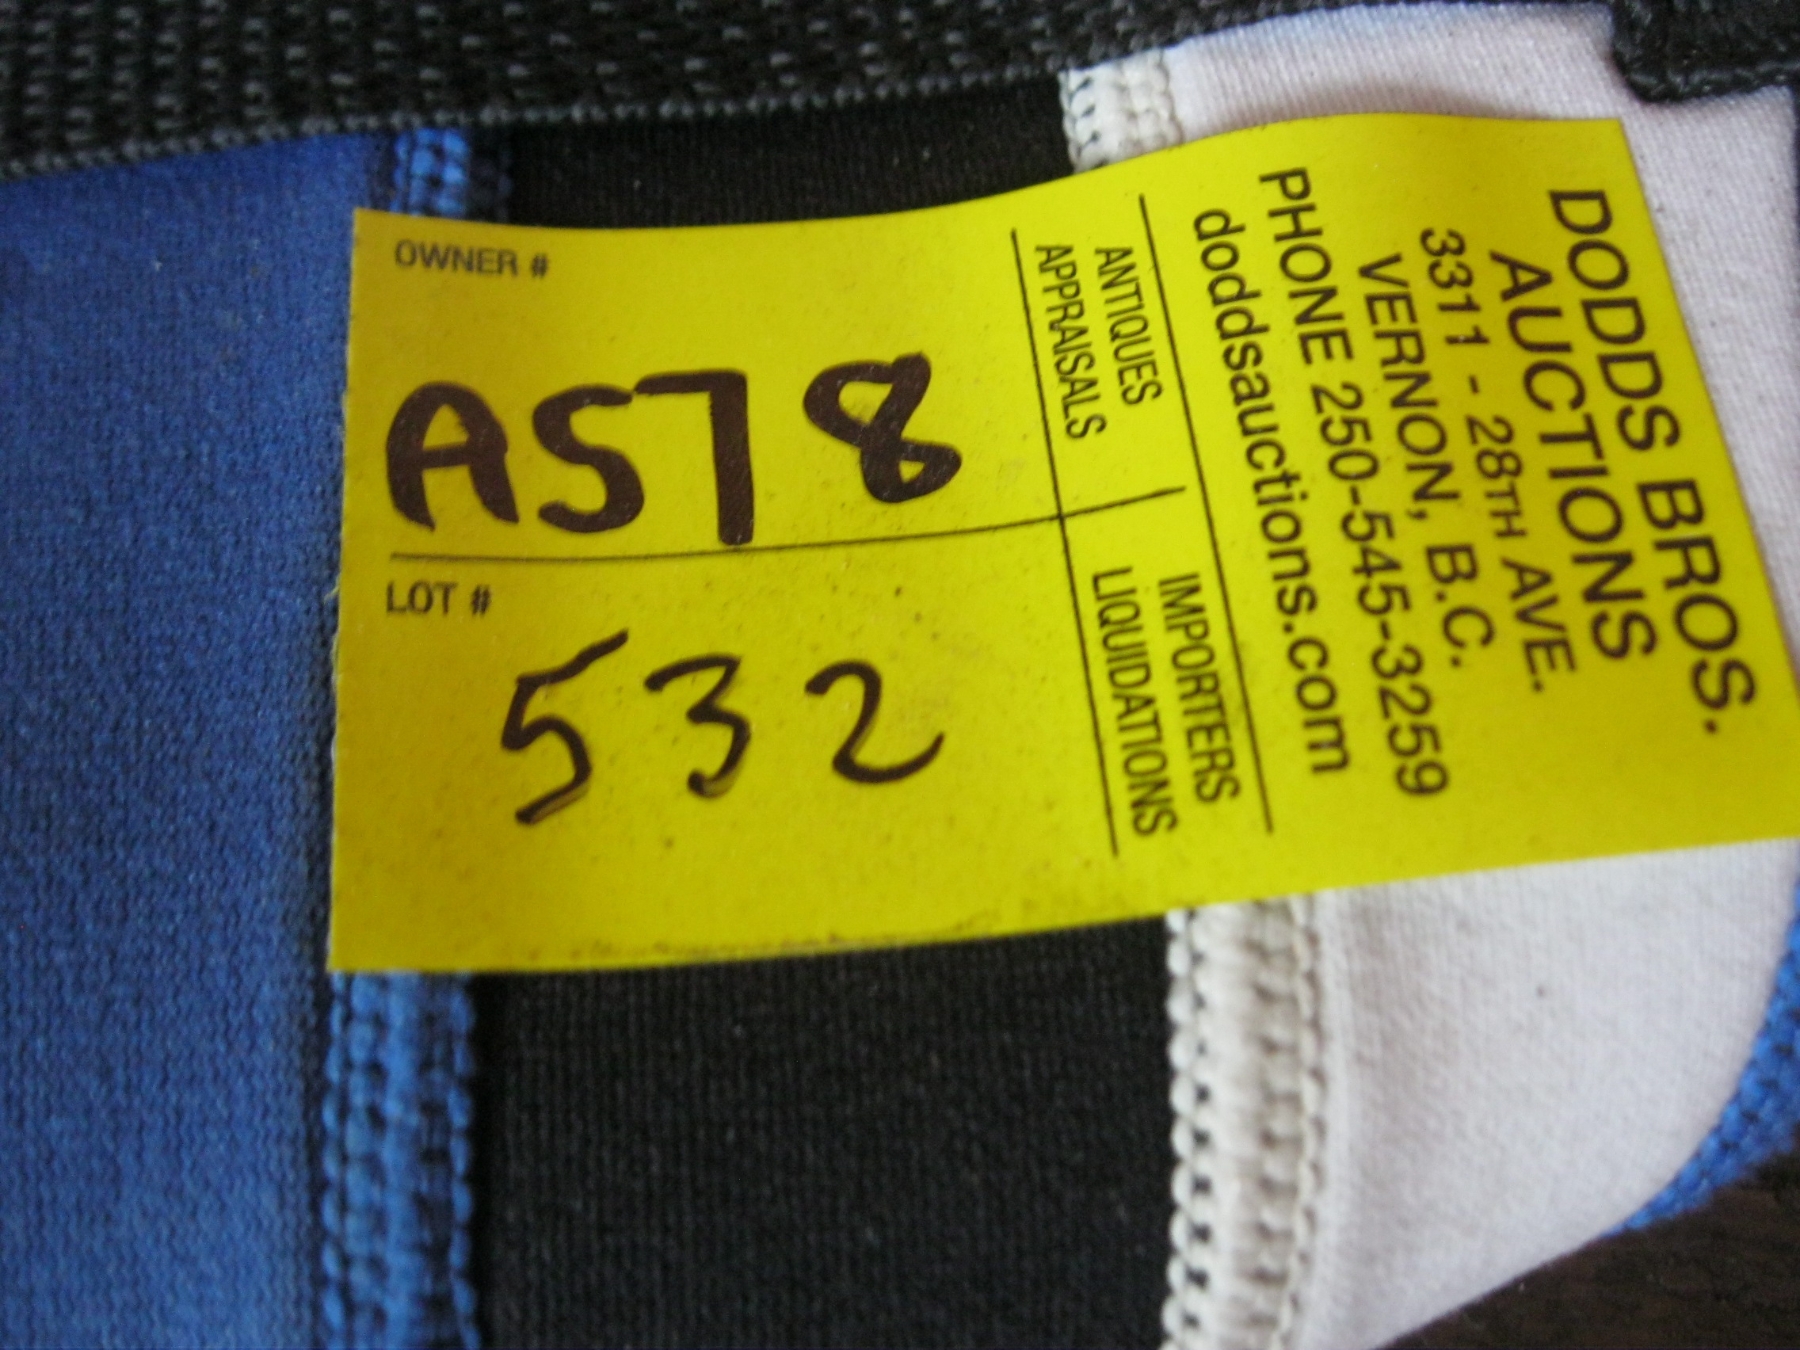 OWNER #
A578
LOT #
532
ANTIQUES
APPRAISALS
IMPORTERS
LIQUIDATIONS
DODDS BROS.
AUCTIONS
3311 - 28TH AVE.
VERNON, B.C.
PHONE 250-545-3259
doddsauctions.com